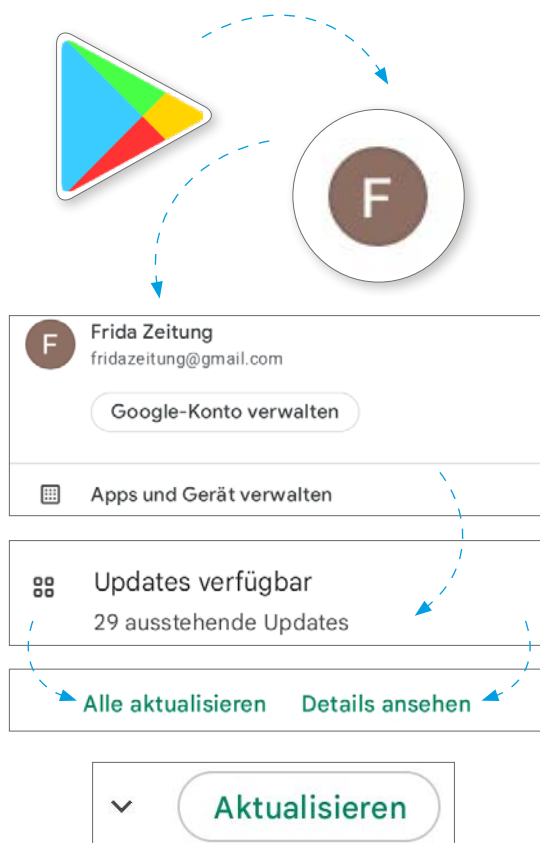 F
F
Frida Zeitung
fridazeitung@gmail.com
Google-Konto verwalten
Apps und Gerät verwalten
Updates verfügbar
29 ausstehende Updates
Alle aktualisieren Details ansehen
Aktualisieren